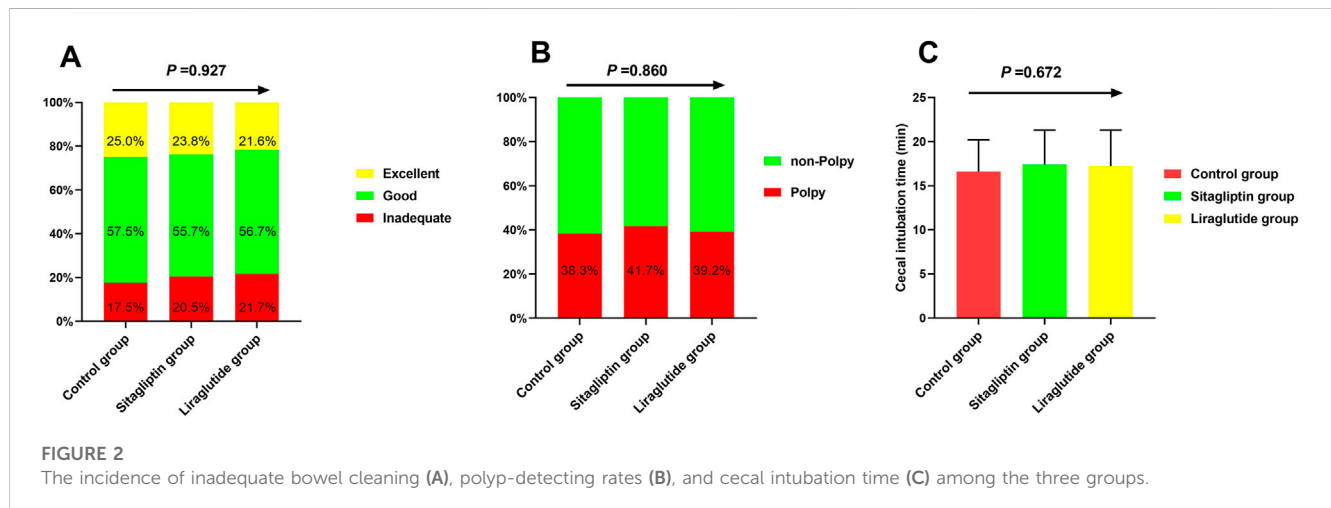 A
P =0.927
100%
80%
60%
40%
20%
0%
25.0%
23.8%
21.6%
57.5%
55.7%
56.7%
17.5%
20.5%
21.7%
Control group
Sitagliptin group
Liraglutide group
Excellent
Good
Inadequate
B
P =0.860
100%
80%
60%
40%
20%
0%
38.3%
41.7%
39.2%
Control group
Sitagliptin group
Liraglutide group
non-Polpy
Polpy
C
P =0.672
Cecal intubation time (min)
25
20
15
10
5
0
Control group
Sitagliptin group
Liraglutide group
Control group
Sitagliptin group
Liraglutide group
FIGURE 2
The incidence of inadequate bowel cleaning (A), polyp-detecting rates (B), and cecal intubation time (C) among the three groups.